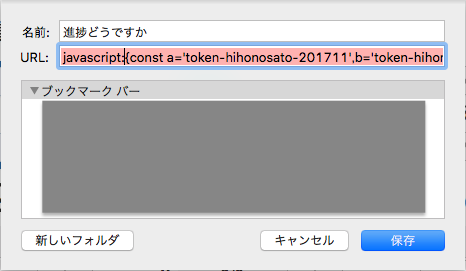 名前: 進捗どうですか
URL: javascript:{const a='token-hihonosato-201711',b='token-hihon
▼ブックマーク バー
新しいフォルダ キャンセル 保存